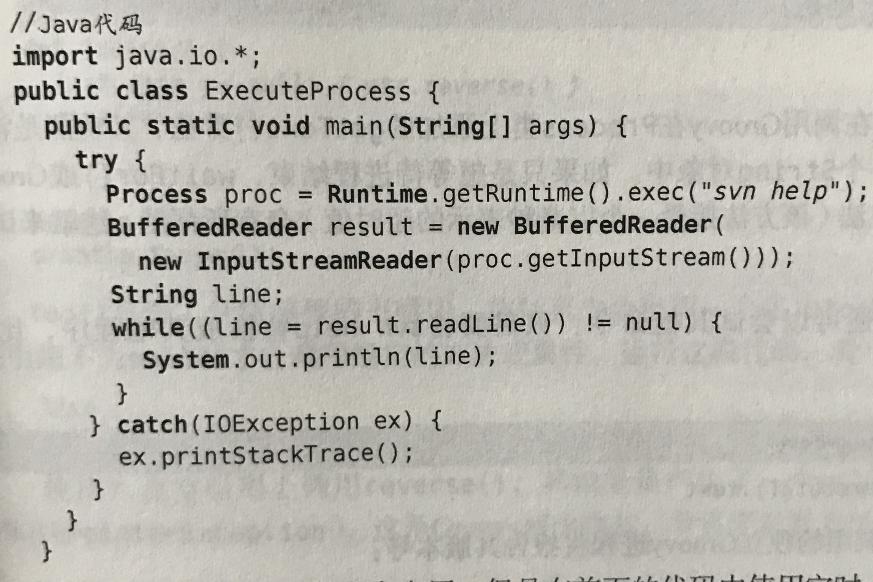 //Java代码
import java.io.*;
public class ExecuteProcess {
  public static void main(String[] args) {
    try {
      Process proc = Runtime.getRuntime().exec("svn help");
      BufferedReader result = new BufferedReader(
        new InputStreamReader(proc.getInputStream()));
      String line;
      while((line = result.readLine()) != null) {
        System.out.println(line);
      }
    } catch(IOException ex) {
      ex.printStackTrace();
    }
  }
}